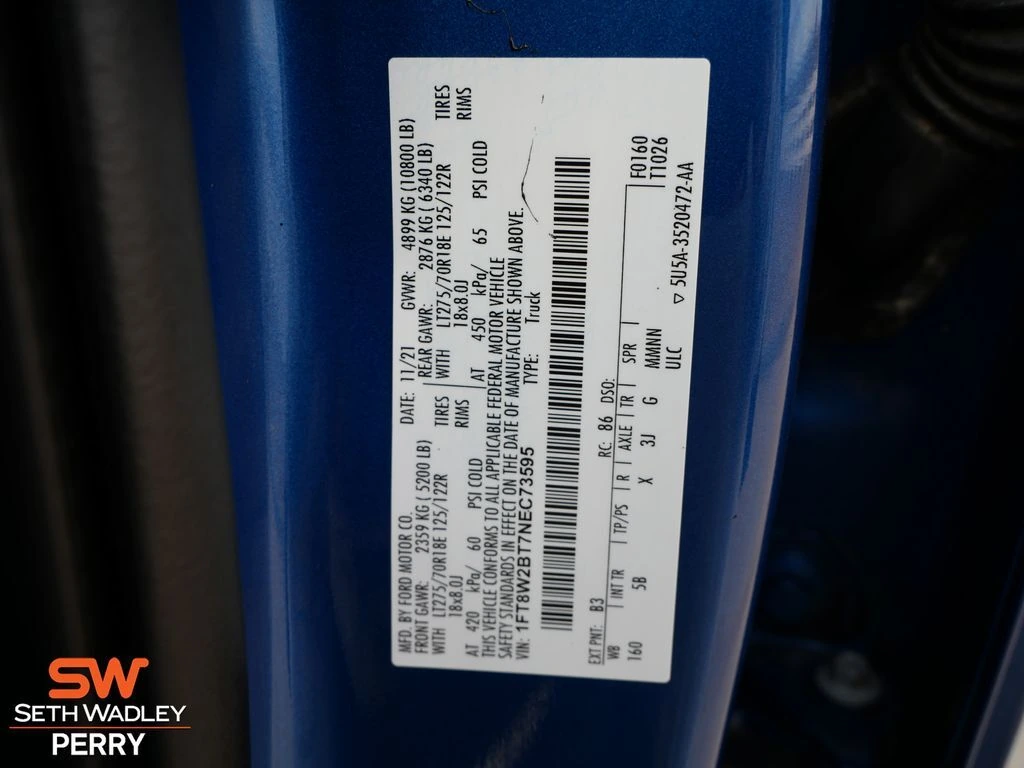 MFD. BY FORD MOTOR CO. DATE: 11/21 GVWR: 4899 KG (10800 LB)
FRONT GAWR: 2359 KG ( 5200 LB) REAR GAWR: 2876 KG ( 6340 LB)
WITH LT275/70R18E 125/122R TIRES WITH LT275/70R18E 125/122R TIRES
18x8.0J RIMS 18x8.0J RIMS
AT 420 kPa/ 60 PSI COLD AT 450 kPa/ 65 PSI COLD
THIS VEHICLE CONFORMS TO ALL APPLICABLE FEDERAL MOTOR VEHICLE
SAFETY STANDARDS IN EFFECT ON THE DATE OF MANUFACTURE SHOWN ABOVE.
VIN: 1FT8W2BT7NEC73595 TYPE: Truck
EXT PNT: B3 RC: 86 DSO: F0160
WB | INT TR | TP/PS | R | AXLE | TR | SPR | T1026
160 5B X 3J G MMNN
ULC
▽ 5U5A-3520472-AA
SW
SETH WADLEY
PERRY